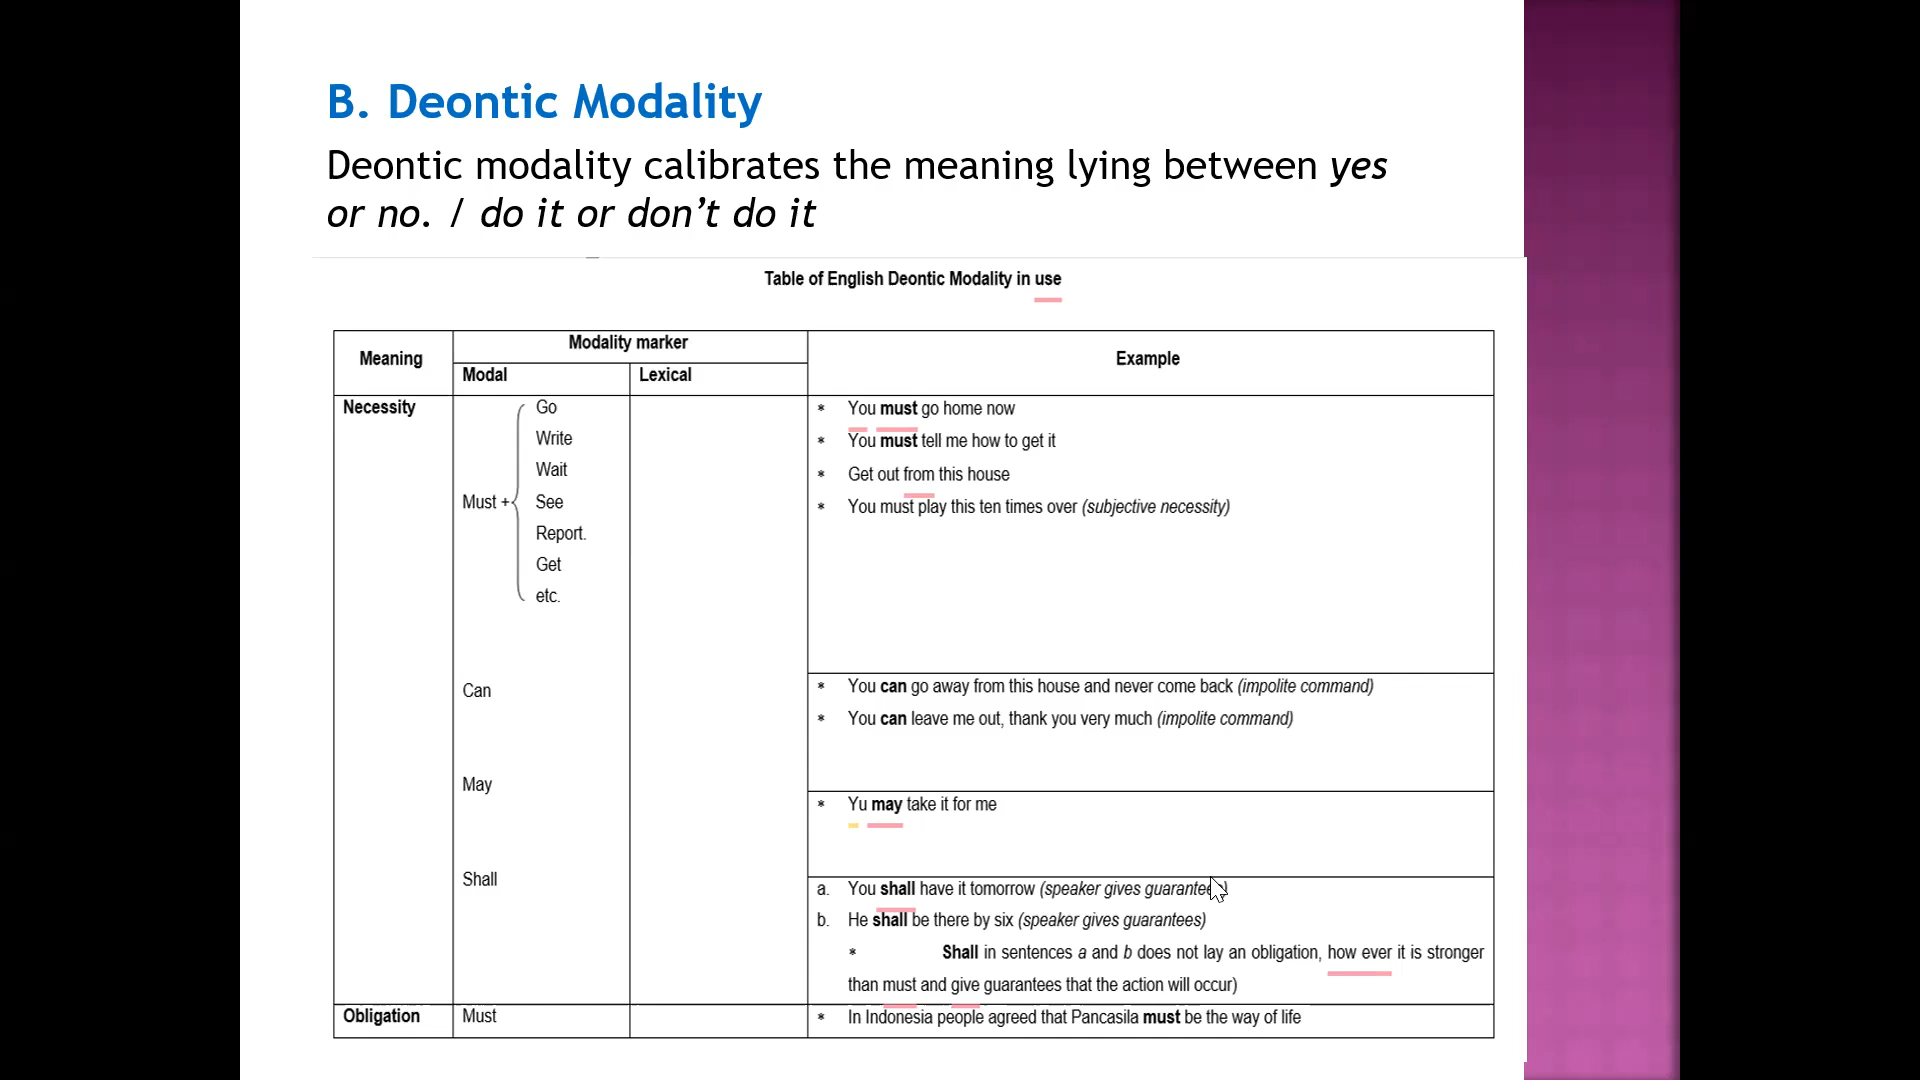 B. Deontic Modality
Deontic modality calibrates the meaning lying between yes
or no. / do it or don't do it
Table of English Deontic Modality in use
Meaning
Modality marker
Example
Modal
Lexical
Necessity
Must +
Go
Write
Wait
See
Report.
Get
etc.
* You must go home now
* You must tell me how to get it
* Get out from this house
* You must play this ten times over (subjective necessity)
Can
* You can go away from this house and never come back (impolite command)
* You can leave me out, thank you very much (impolite command)
May
* Yu may take it for me
Shall
a. You shall have it tomorrow (speaker gives guarantee)
b. He shall be there by six (speaker gives guarantees)
* Shall in sentences a and b does not lay an obligation, how ever it is stronger
than must and give guarantees that the action will occur)
Obligation
Must
* In Indonesia people agreed that Pancasila must be the way of life